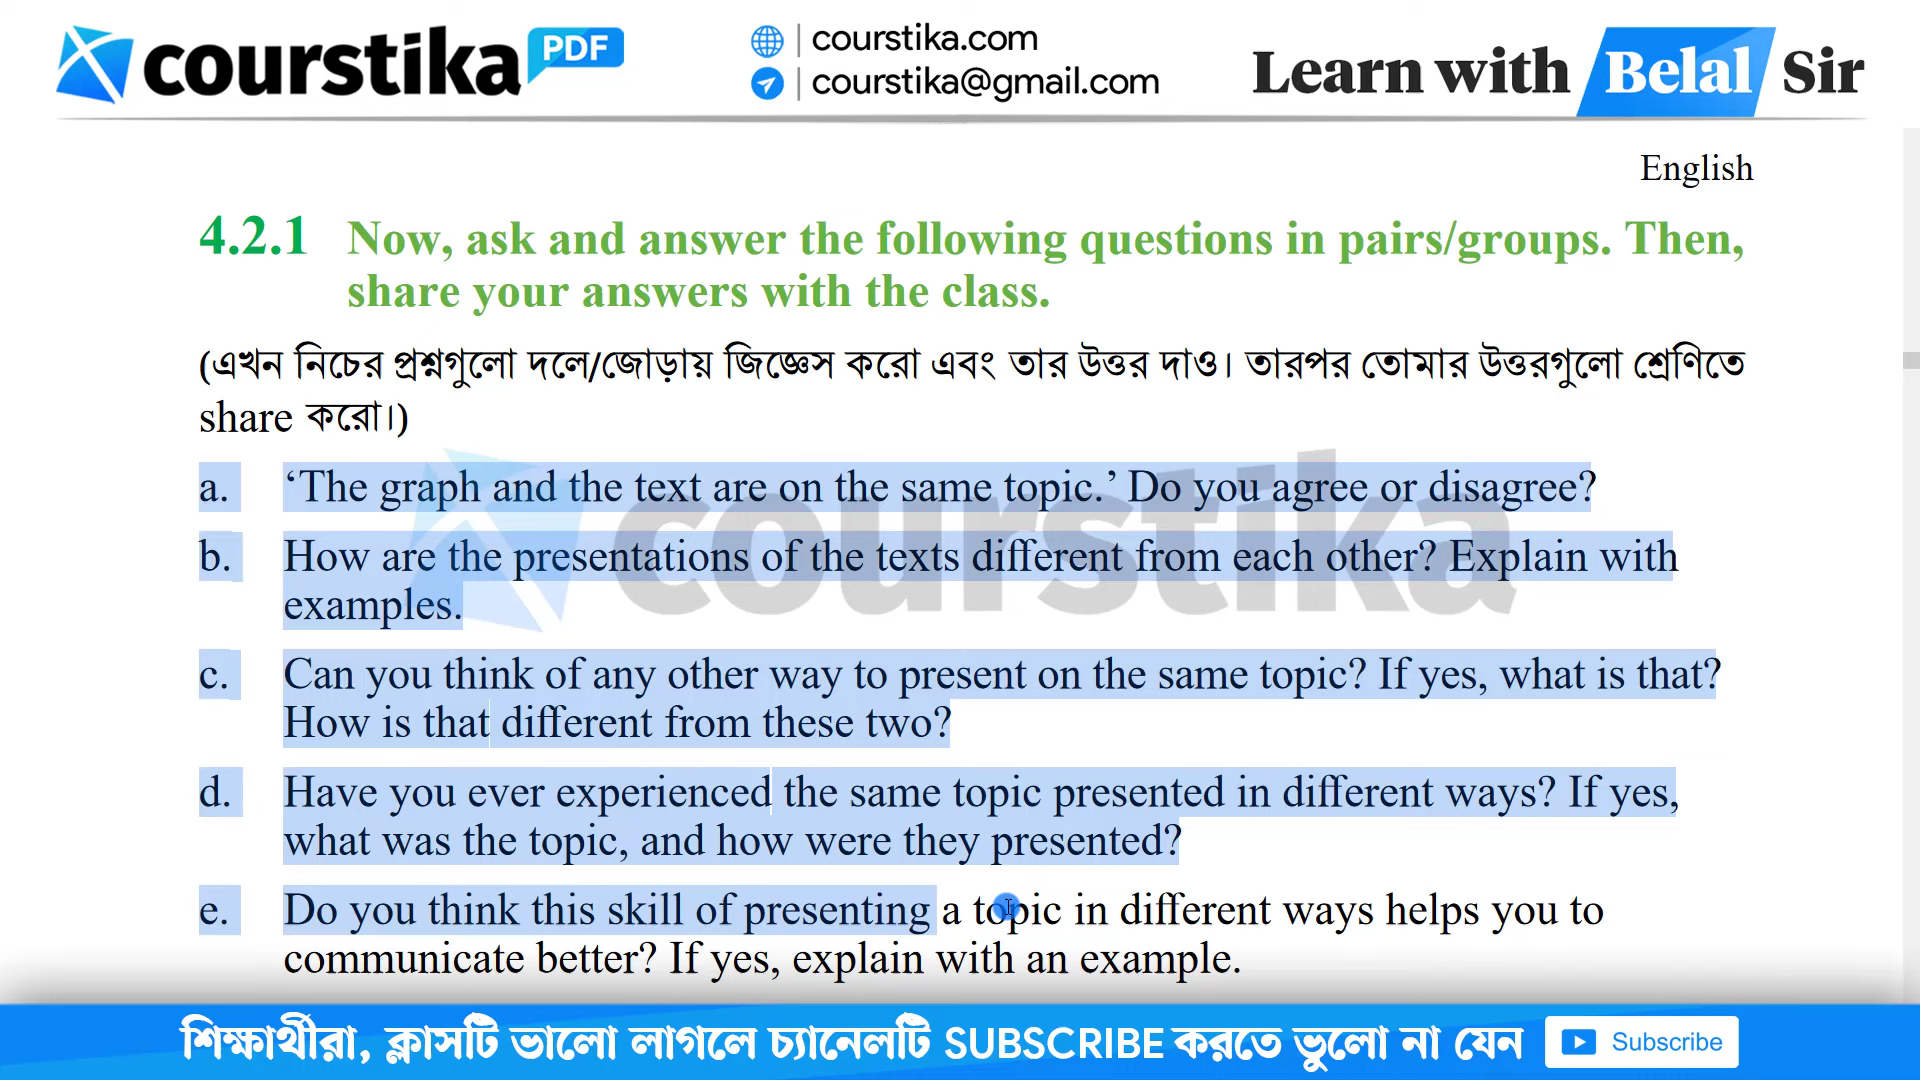 courstika PDF
courstika.com
courstika@gmail.com
Learn with Belal Sir
English
4.2.1 Now, ask and answer the following questions in pairs/groups. Then,
share your answers with the class.
(এখন নিচের প্রশ্নগুলো দলে/জোড়ায় জিজ্ঞেস করো এবং তার উত্তর দাও। তারপর তোমার উত্তরগুলো শ্রেণিতে
share করো।)
a. ‘The graph and the text are on the same topic.’ Do you agree or disagree?
b. How are the presentations of the texts different from each other? Explain with
examples.
courstika
c. Can you think of any other way to present on the same topic? If yes, what is that?
How is that different from these two?
d. Have you ever experienced the same topic presented in different ways? If yes,
what was the topic, and how were they presented?
e. Do you think this skill of presenting a topic in different ways helps you to
communicate better? If yes, explain with an example.
শিক্ষার্থীরা, ক্লাসটি ভালো লাগলে চ্যানেলটি SUBSCRIBE করতে ভুলো না যেন
Subscribe